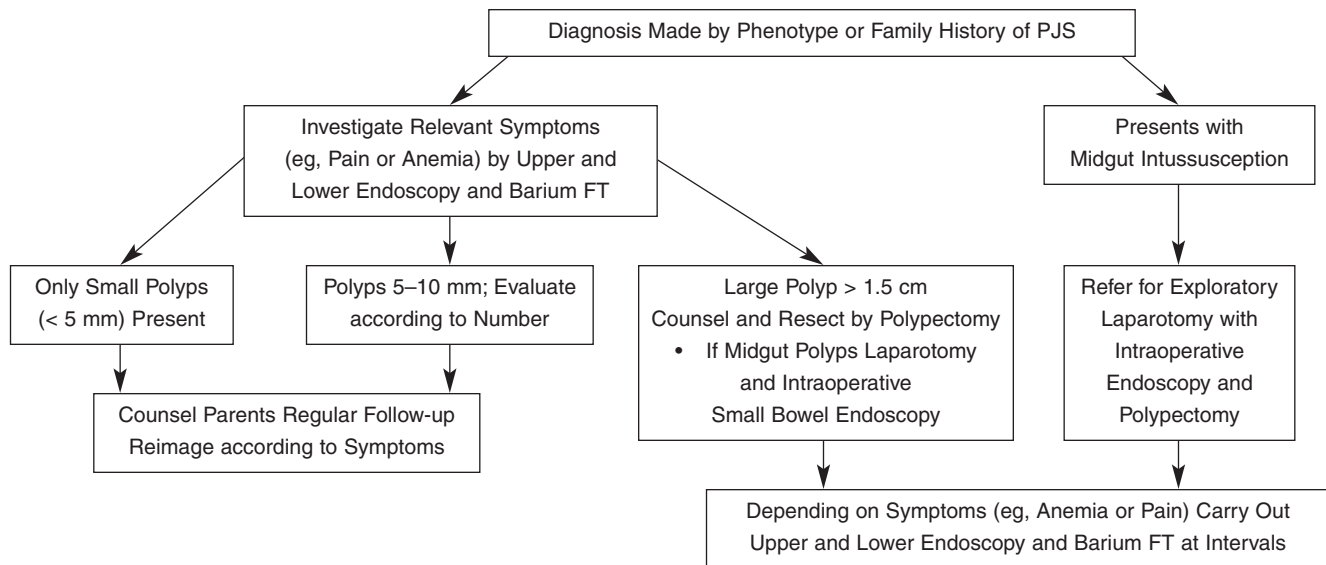 Diagnosis Made by Phenotype or Family History of PJS
Investigate Relevant Symptoms
(eg, Pain or Anemia) by Upper and
Lower Endoscopy and Barium FT
Presents with
Midgut Intussusception
Only Small Polyps
(< 5 mm) Present
Polyps 5–10 mm; Evaluate
according to Number
Large Polyp > 1.5 cm
Counsel and Resect by Polypectomy
• If Midgut Polyps Laparotomy
and Intraoperative
Small Bowel Endoscopy
Refer for Exploratory
Laparotomy with
Intraoperative
Endoscopy and
Polypectomy
Counsel Parents Regular Follow-up
Reimage according to Symptoms
Depending on Symptoms (eg, Anemia or Pain) Carry Out
Upper and Lower Endoscopy and Barium FT at Intervals